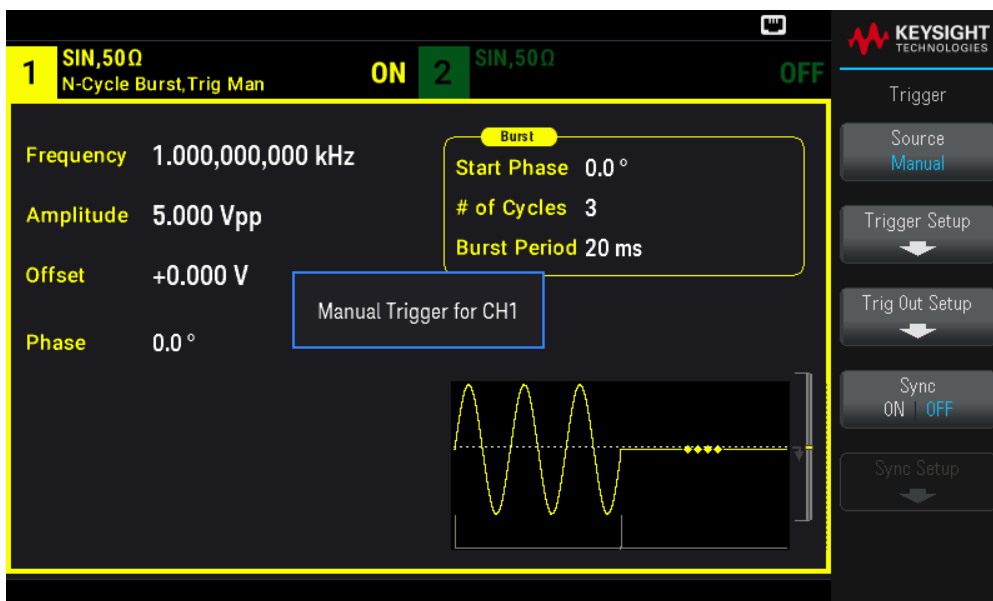 KEYSIGHT
TECHNOLOGIES
1 SIN,50Ω ON
N-Cycle Burst,Trig Man
2 SIN,50Ω OFF
Frequency 1.000,000,000 kHz
Amplitude 5.000 Vpp
Offset +0.000 V
Phase 0.0 °
Burst
Start Phase 0.0 °
# of Cycles 3
Burst Period 20 ms
Manual Trigger for CH1
Trigger
Source
Manual
Trigger Setup
Trig Out Setup
Sync
ON | OFF
Sync Setup